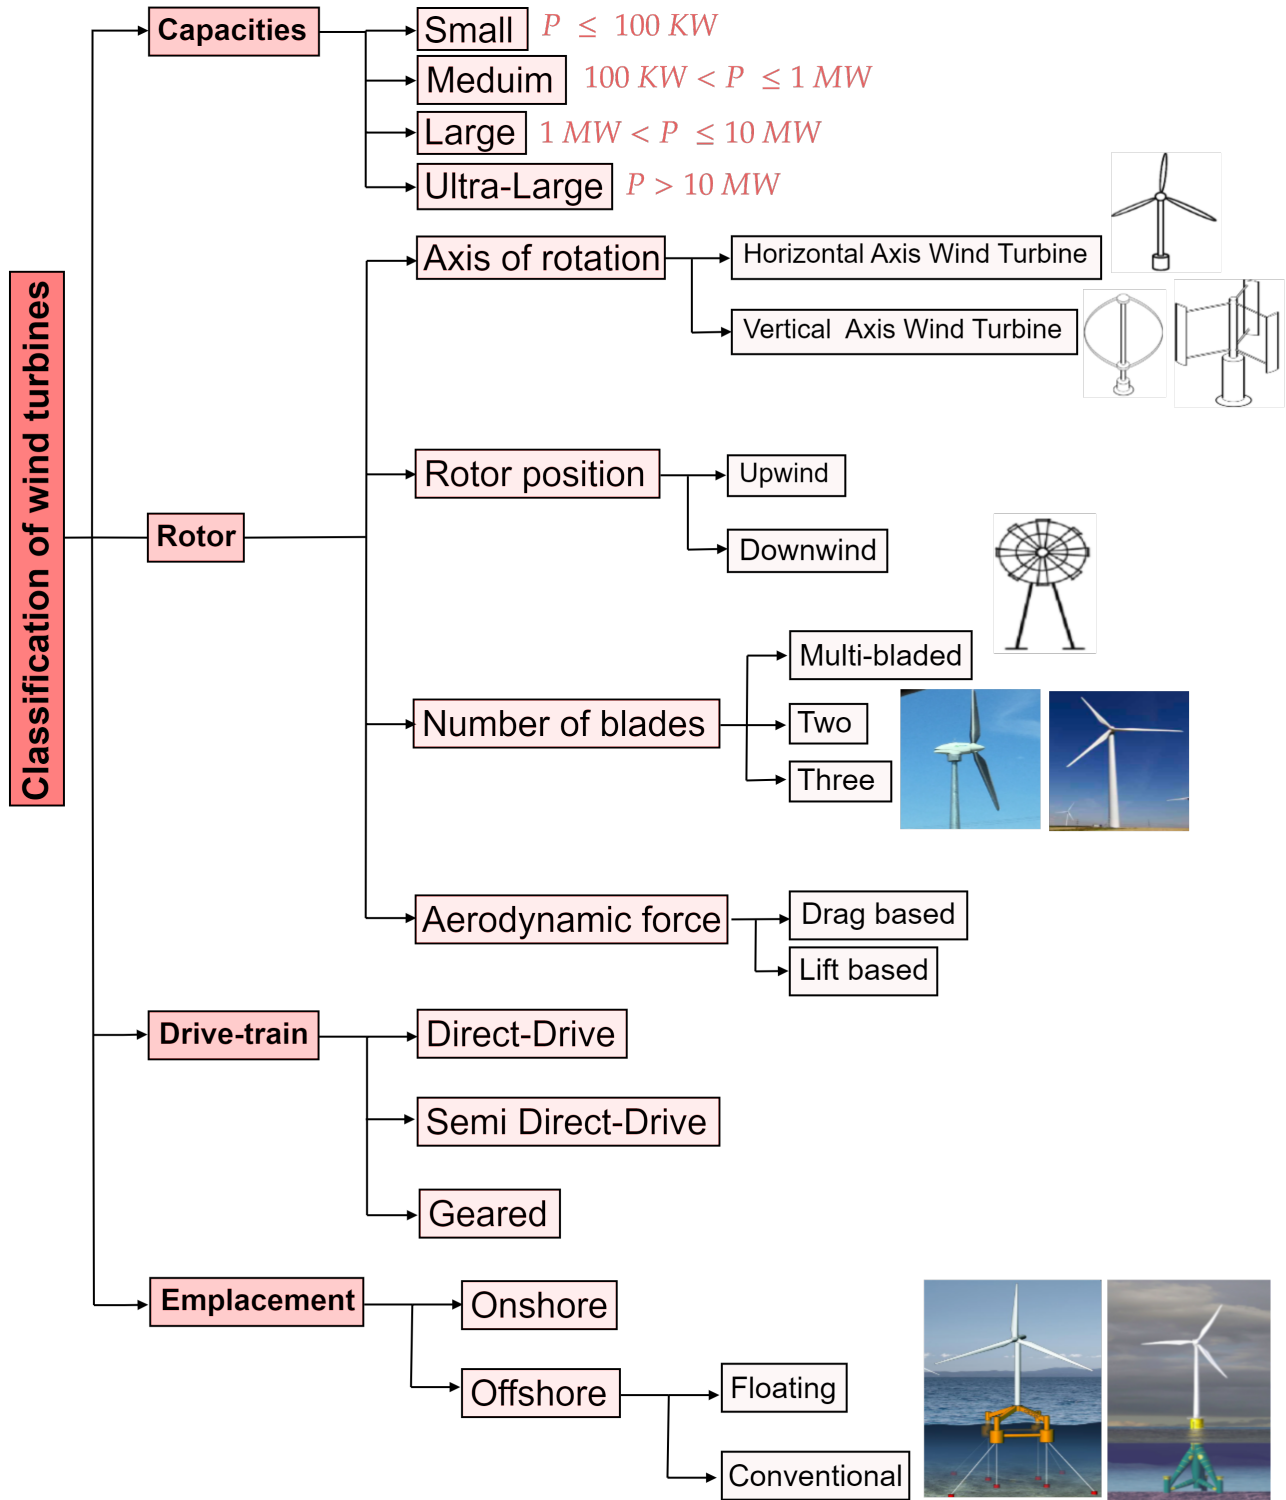 Classification of wind turbines
Capacities
Small P ≤ 100 KW
Meduim 100 KW < P ≤ 1 MW
Large 1 MW < P ≤ 10 MW
Ultra-Large P > 10 MW
Rotor
Axis of rotation
Horizontal Axis Wind Turbine
Vertical Axis Wind Turbine
Rotor position
Upwind
Downwind
Number of blades
Multi-bladed
Two
Three
Aerodynamic force
Drag based
Lift based
Drive-train
Direct-Drive
Semi Direct-Drive
Geared
Emplacement
Onshore
Offshore
Floating
Conventional